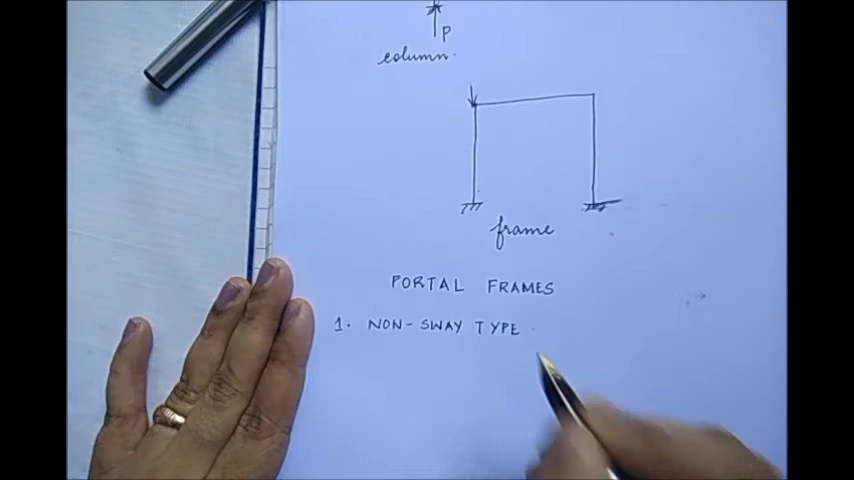 P
column.
frame
PORTAL FRAMES
1. NON-SWAY TYPE